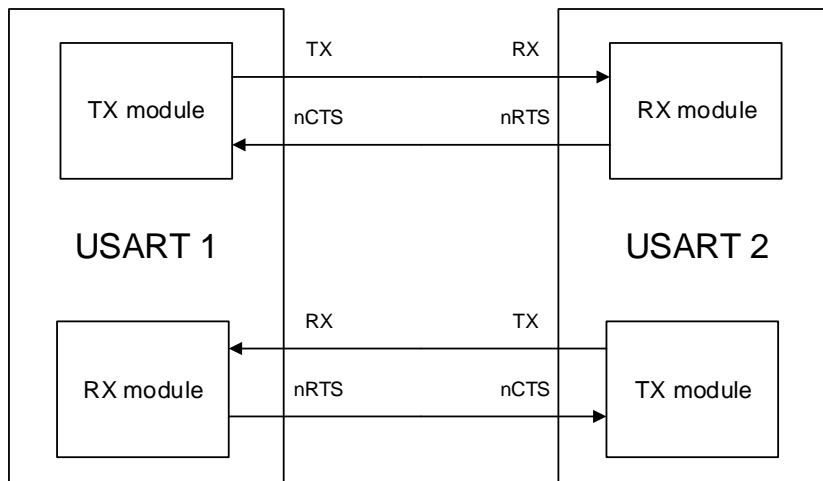 TX RX
TX module
nCTS nRTS
RX module
USART 1 USART 2
RX TX
RX module
nRTS nCTS
TX module